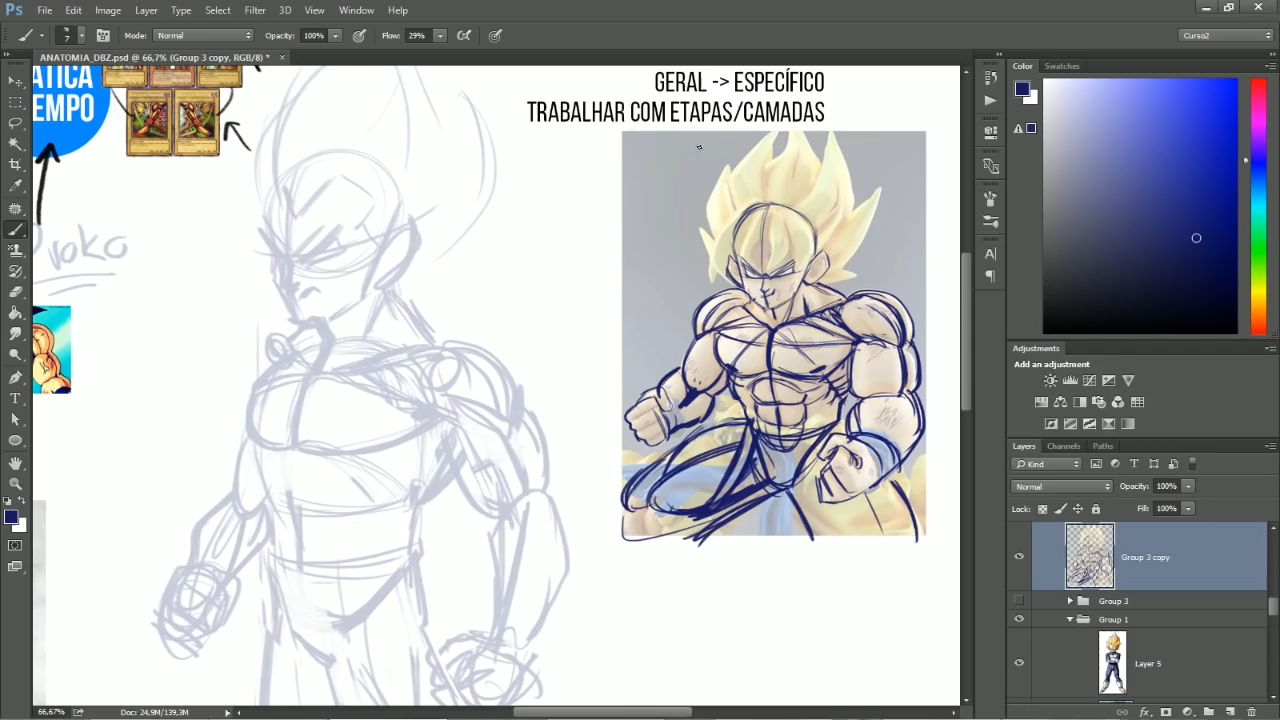 Ps File Edit Image Layer Type Select Filter 3D View Window Help
7 Mode: Normal Opacity: 100% Flow: 29% Curso2
ANATOMIA_DBZ.psd @ 66,7% (Group 3 copy, RGB/8) *
ÁTICA
EMPO
GERAL -> ESPECÍFICO
TRABALHAR COM ETAPAS/CAMADAS
Color Swatches
Adjustments
Add an adjustment
Layers Channels Paths
Kind
Normal Opacity: 100%
Lock: Fill: 100%
Group 3 copy
Group 3
Group 1
Layer 5
66,67% Doc: 24,9M/139,3M